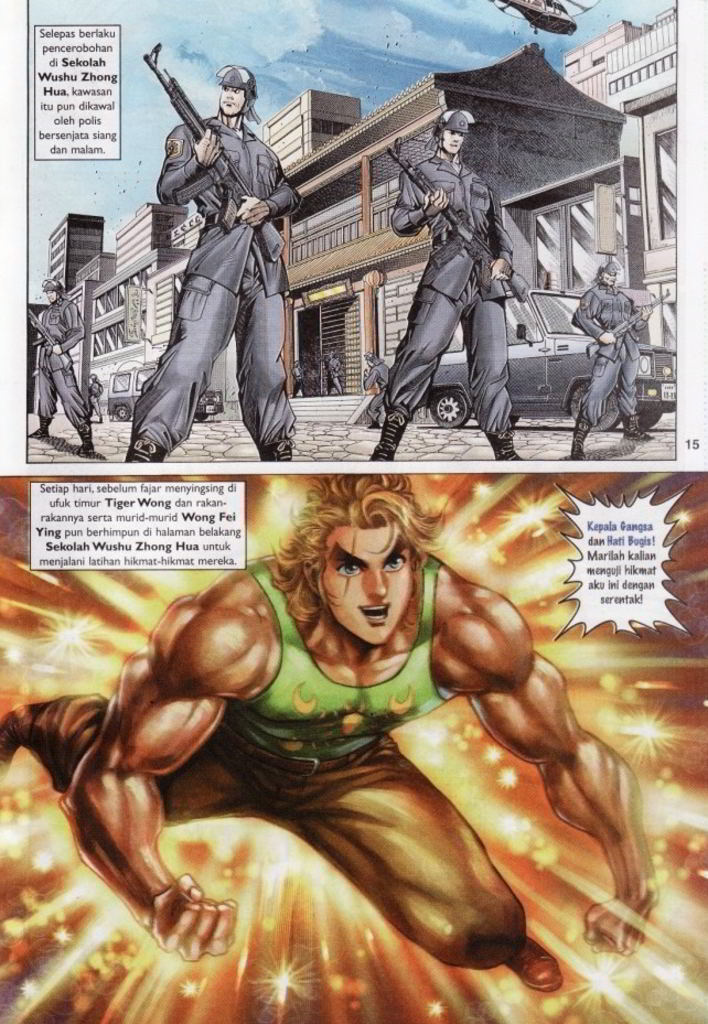 Selepas berlaku
pencerobohan
di Sekolah
Wushu Zhong
Hua, kawasan
itu pun dikawal
oleh polis
bersenjata siang
dan malam.
15
Setiap hari, sebelum fajar menyingsing di
ufuk timur Tiger Wong dan rakan-
rakannya serta murid-murid Wong Fei
Ying pun berhimpun di halaman belakang
Sekolah Wushu Zhong Hua untuk
menjalani latihan hikmat-hikmat mereka.
Kepala Gangsa
dan Hati Bugis!
Marilah kalian
menguji hikmat
aku ini dengan
serentak!